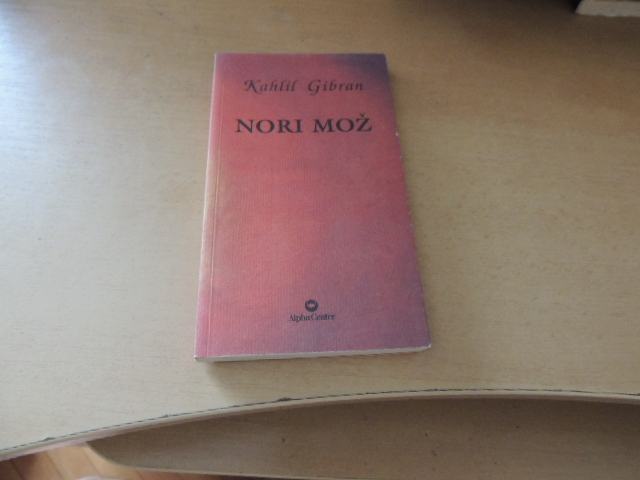 Kahlil Gibran
NORI MOŽ
Alpha Center